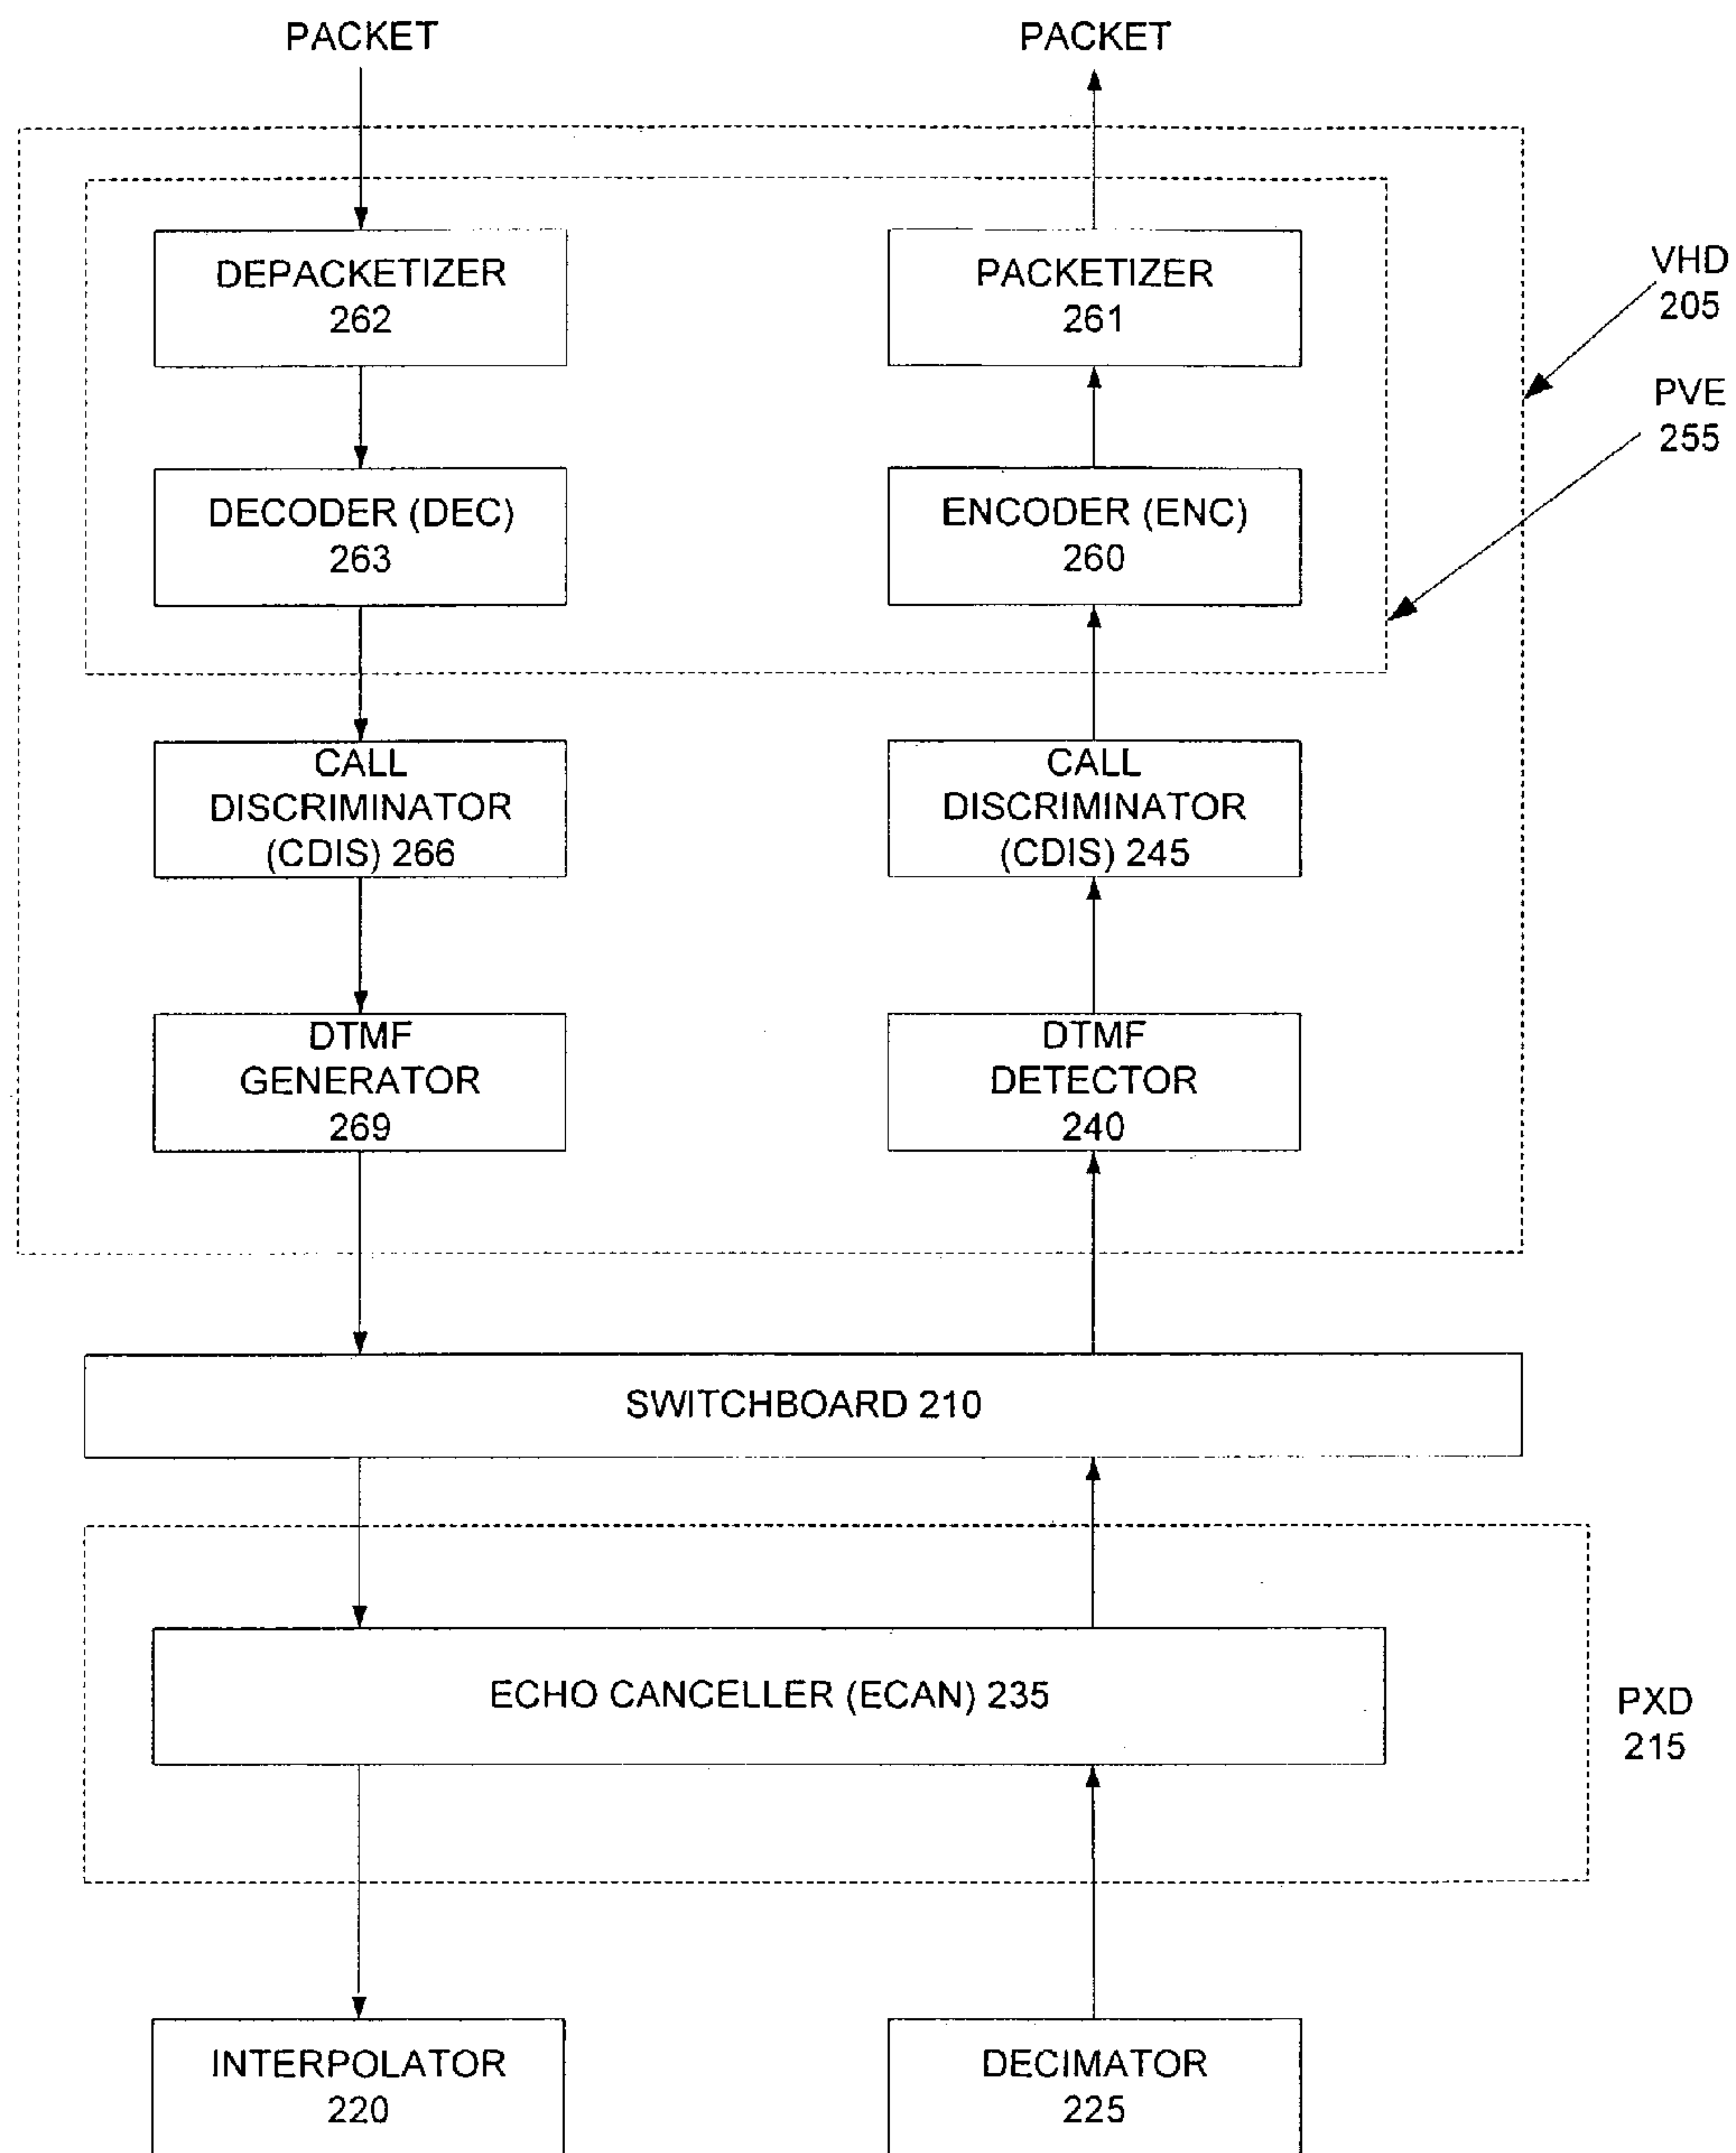 PACKET
PACKET
DEPACKETIZER
262
PACKETIZER
261
VHD
205
PVE
255
DECODER (DEC)
263
ENCODER (ENC)
260
CALL
DISCRIMINATOR
(CDIS) 266
CALL
DISCRIMINATOR
(CDIS) 245
DTMF
GENERATOR
269
DTMF
DETECTOR
240
SWITCHBOARD 210
ECHO CANCELLER (ECAN) 235
PXD
215
INTERPOLATOR
220
DECIMATOR
225